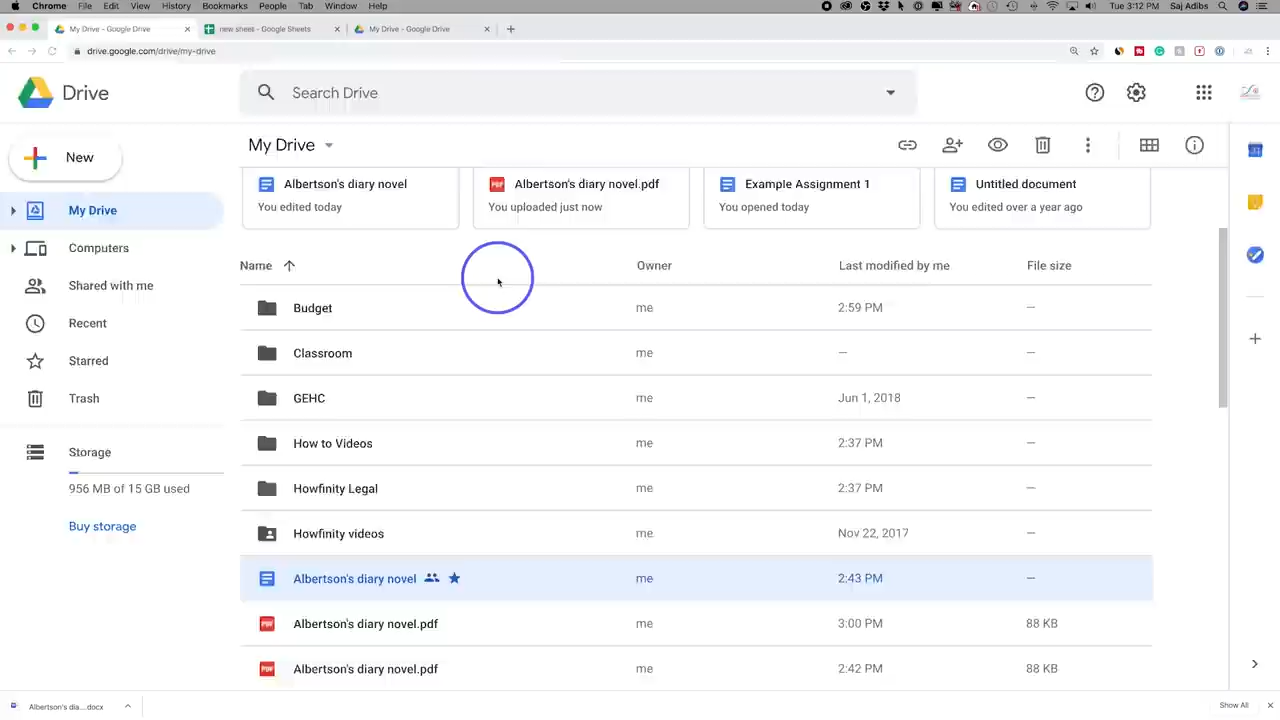 Chrome File Edit View History Bookmarks People Tab Window Help Tue 3:12 PM Saj Adibs
My Drive - Google Drive new sheet - Google Sheets My Drive - Google Drive
drive.google.com/drive/my-drive
Drive Search Drive
New
My Drive
Computers
Shared with me
Recent
Starred
Trash
Storage
956 MB of 15 GB used
Buy storage
My Drive
Albertson's diary novel Albertson's diary novel.pdf Example Assignment 1 Untitled document
You edited today You uploaded just now You opened today You edited over a year ago
Name Owner Last modified by me File size
Budget me 2:59 PM —
Classroom me — —
GEHC me Jun 1, 2018 —
How to Videos me 2:37 PM —
Howfinity Legal me 2:37 PM —
Howfinity videos me Nov 22, 2017 —
Albertson's diary novel me 2:43 PM —
PDF Albertson's diary novel.pdf me 3:00 PM 88 KB
PDF Albertson's diary novel.pdf me 2:42 PM 88 KB
Albertson's dia....docx Show All